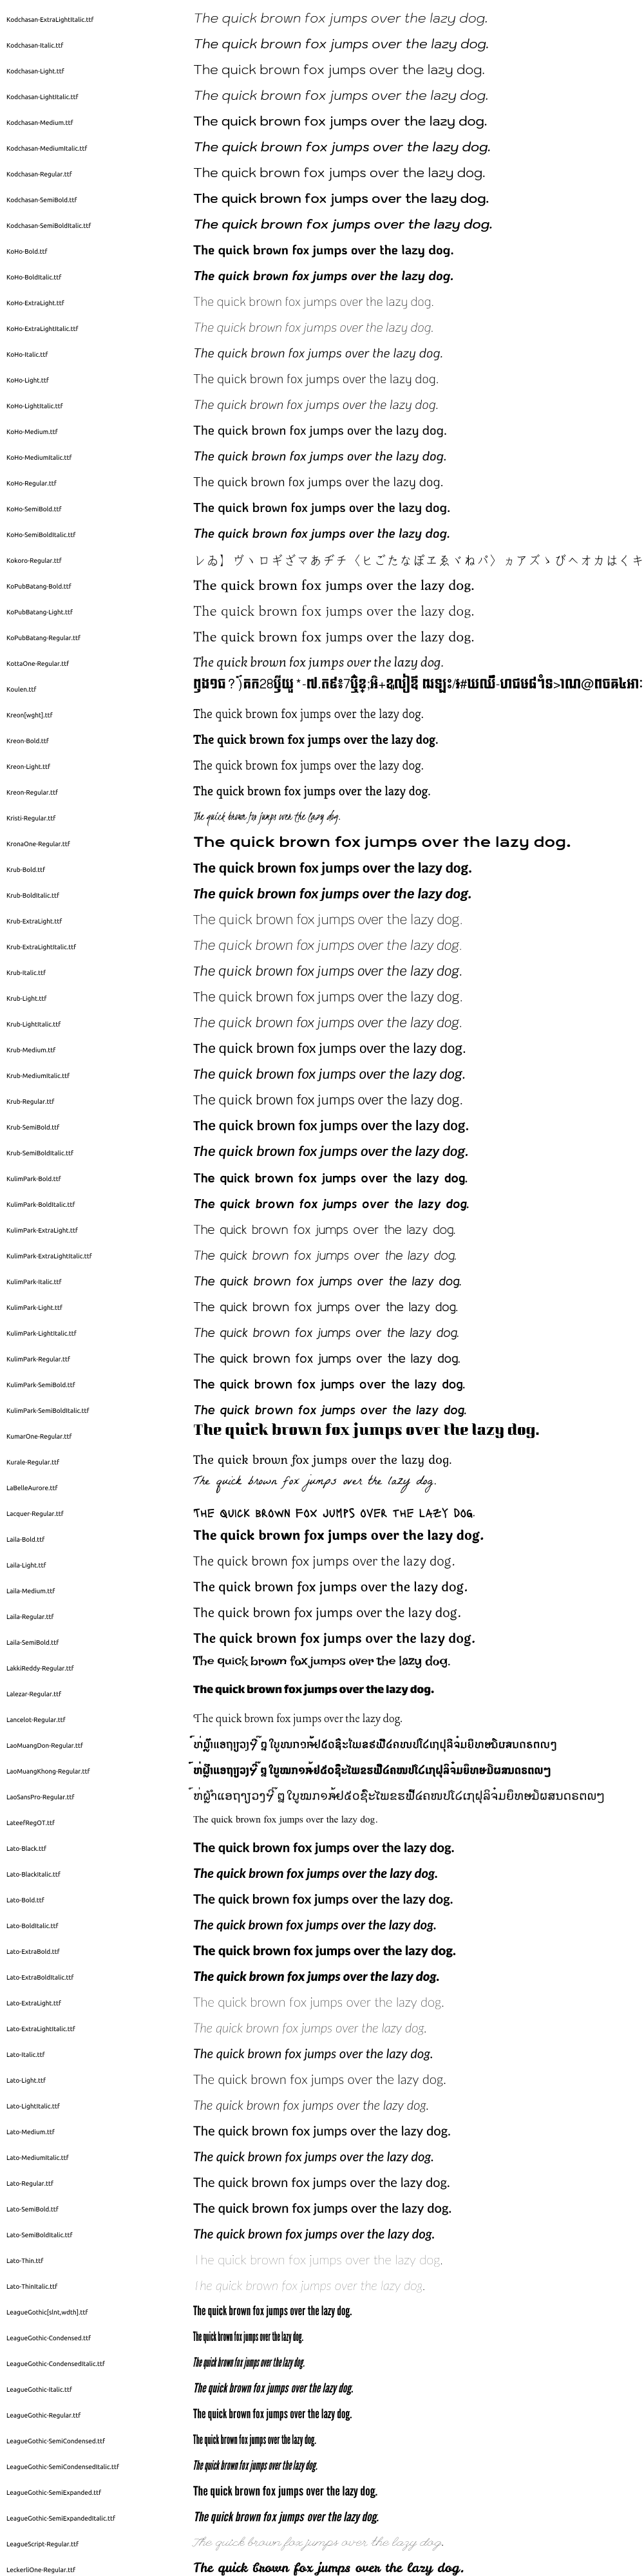 Kodchasan-ExtraLightItalic.ttf The quick brown fox jumps over the lazy dog.
Kodchasan-Italic.ttf The quick brown fox jumps over the lazy dog.
Kodchasan-Light.ttf The quick brown fox jumps over the lazy dog.
Kodchasan-LightItalic.ttf The quick brown fox jumps over the lazy dog.
Kodchasan-Medium.ttf The quick brown fox jumps over the lazy dog.
Kodchasan-MediumItalic.ttf The quick brown fox jumps over the lazy dog.
Kodchasan-Regular.ttf The quick brown fox jumps over the lazy dog.
Kodchasan-SemiBold.ttf The quick brown fox jumps over the lazy dog.
Kodchasan-SemiBoldItalic.ttf The quick brown fox jumps over the lazy dog.
KoHo-Bold.ttf The quick brown fox jumps over the lazy dog.
KoHo-BoldItalic.ttf The quick brown fox jumps over the lazy dog.
KoHo-ExtraLight.ttf The quick brown fox jumps over the lazy dog.
KoHo-ExtraLightItalic.ttf The quick brown fox jumps over the lazy dog.
KoHo-Italic.ttf The quick brown fox jumps over the lazy dog.
KoHo-Light.ttf The quick brown fox jumps over the lazy dog.
KoHo-LightItalic.ttf The quick brown fox jumps over the lazy dog.
KoHo-Medium.ttf The quick brown fox jumps over the lazy dog.
KoHo-MediumItalic.ttf The quick brown fox jumps over the lazy dog.
KoHo-Regular.ttf The quick brown fox jumps over the lazy dog.
KoHo-SemiBold.ttf The quick brown fox jumps over the lazy dog.
KoHo-SemiBoldItalic.ttf The quick brown fox jumps over the lazy dog.
Kokoro-Regular.ttf レゐ】ヴヽロギざマあヂチ〈ヒごたなぽヱゑヾねパ〉ヵアズゝびヘオカはくキ
KoPubBatang-Bold.ttf The quick brown fox jumps over the lazy dog.
KoPubBatang-Light.ttf The quick brown fox jumps over the lazy dog.
KoPubBatang-Regular.ttf The quick brown fox jumps over the lazy dog.
KottaOne-Regular.ttf The quick brown fox jumps over the lazy dog.
Koulen.ttf
Kreon[wght].ttf The quick brown fox jumps over the lazy dog.
Kreon-Bold.ttf The quick brown fox jumps over the lazy dog.
Kreon-Light.ttf The quick brown fox jumps over the lazy dog.
Kreon-Regular.ttf The quick brown fox jumps over the lazy dog.
Kristi-Regular.ttf The quick brown fox jumps over the lazy dog.
KronaOne-Regular.ttf The quick brown fox jumps over the lazy dog.
Krub-Bold.ttf The quick brown fox jumps over the lazy dog.
Krub-BoldItalic.ttf The quick brown fox jumps over the lazy dog.
Krub-ExtraLight.ttf The quick brown fox jumps over the lazy dog.
Krub-ExtraLightItalic.ttf The quick brown fox jumps over the lazy dog.
Krub-Italic.ttf The quick brown fox jumps over the lazy dog.
Krub-Light.ttf The quick brown fox jumps over the lazy dog.
Krub-LightItalic.ttf The quick brown fox jumps over the lazy dog.
Krub-Medium.ttf The quick brown fox jumps over the lazy dog.
Krub-MediumItalic.ttf The quick brown fox jumps over the lazy dog.
Krub-Regular.ttf The quick brown fox jumps over the lazy dog.
Krub-SemiBold.ttf The quick brown fox jumps over the lazy dog.
Krub-SemiBoldItalic.ttf The quick brown fox jumps over the lazy dog.
KulimPark-Bold.ttf The quick brown fox jumps over the lazy dog.
KulimPark-BoldItalic.ttf The quick brown fox jumps over the lazy dog.
KulimPark-ExtraLight.ttf The quick brown fox jumps over the lazy dog.
KulimPark-ExtraLightItalic.ttf The quick brown fox jumps over the lazy dog.
KulimPark-Italic.ttf The quick brown fox jumps over the lazy dog.
KulimPark-Light.ttf The quick brown fox jumps over the lazy dog.
KulimPark-LightItalic.ttf The quick brown fox jumps over the lazy dog.
KulimPark-Regular.ttf The quick brown fox jumps over the lazy dog.
KulimPark-SemiBold.ttf The quick brown fox jumps over the lazy dog.
KulimPark-SemiBoldItalic.ttf The quick brown fox jumps over the lazy dog.
KumarOne-Regular.ttf The quick brown fox jumps over the lazy dog.
Kurale-Regular.ttf The quick brown fox jumps over the lazy dog.
LaBelleAurore.ttf The quick brown fox jumps over the lazy dog.
Lacquer-Regular.ttf THE QUICK BROWN FOX JUMPS OVER THE LAZY DOG.
Laila-Bold.ttf The quick brown fox jumps over the lazy dog.
Laila-Light.ttf The quick brown fox jumps over the lazy dog.
Laila-Medium.ttf The quick brown fox jumps over the lazy dog.
Laila-Regular.ttf The quick brown fox jumps over the lazy dog.
Laila-SemiBold.ttf The quick brown fox jumps over the lazy dog.
LakkiReddy-Regular.ttf The quick brown fox jumps over the lazy dog.
Lalezar-Regular.ttf The quick brown fox jumps over the lazy dog.
Lancelot-Regular.ttf The quick brown fox jumps over the lazy dog.
LaoMuangDon-Regular.ttf
LaoMuangKhong-Regular.ttf
LaoSansPro-Regular.ttf
LateefRegOT.ttf The quick brown fox jumps over the lazy dog.
Lato-Black.ttf The quick brown fox jumps over the lazy dog.
Lato-BlackItalic.ttf The quick brown fox jumps over the lazy dog.
Lato-Bold.ttf The quick brown fox jumps over the lazy dog.
Lato-BoldItalic.ttf The quick brown fox jumps over the lazy dog.
Lato-ExtraBold.ttf The quick brown fox jumps over the lazy dog.
Lato-ExtraBoldItalic.ttf The quick brown fox jumps over the lazy dog.
Lato-ExtraLight.ttf The quick brown fox jumps over the lazy dog.
Lato-ExtraLightItalic.ttf The quick brown fox jumps over the lazy dog.
Lato-Italic.ttf The quick brown fox jumps over the lazy dog.
Lato-Light.ttf The quick brown fox jumps over the lazy dog.
Lato-LightItalic.ttf The quick brown fox jumps over the lazy dog.
Lato-Medium.ttf The quick brown fox jumps over the lazy dog.
Lato-MediumItalic.ttf The quick brown fox jumps over the lazy dog.
Lato-Regular.ttf The quick brown fox jumps over the lazy dog.
Lato-SemiBold.ttf The quick brown fox jumps over the lazy dog.
Lato-SemiBoldItalic.ttf The quick brown fox jumps over the lazy dog.
Lato-Thin.ttf The quick brown fox jumps over the lazy dog.
Lato-ThinItalic.ttf The quick brown fox jumps over the lazy dog.
LeagueGothic[slnt,wdth].ttf The quick brown fox jumps over the lazy dog.
LeagueGothic-Condensed.ttf The quick brown fox jumps over the lazy dog.
LeagueGothic-CondensedItalic.ttf The quick brown fox jumps over the lazy dog.
LeagueGothic-Italic.ttf The quick brown fox jumps over the lazy dog.
LeagueGothic-Regular.ttf The quick brown fox jumps over the lazy dog.
LeagueGothic-SemiCondensed.ttf The quick brown fox jumps over the lazy dog.
LeagueGothic-SemiCondensedItalic.ttf The quick brown fox jumps over the lazy dog.
LeagueGothic-SemiExpanded.ttf The quick brown fox jumps over the lazy dog.
LeagueGothic-SemiExpandedItalic.ttf The quick brown fox jumps over the lazy dog.
LeagueScript-Regular.ttf The quick brown fox jumps over the lazy dog.
LeckerliOne-Regular.ttf The quick brown fox jumps over the lazy dog.